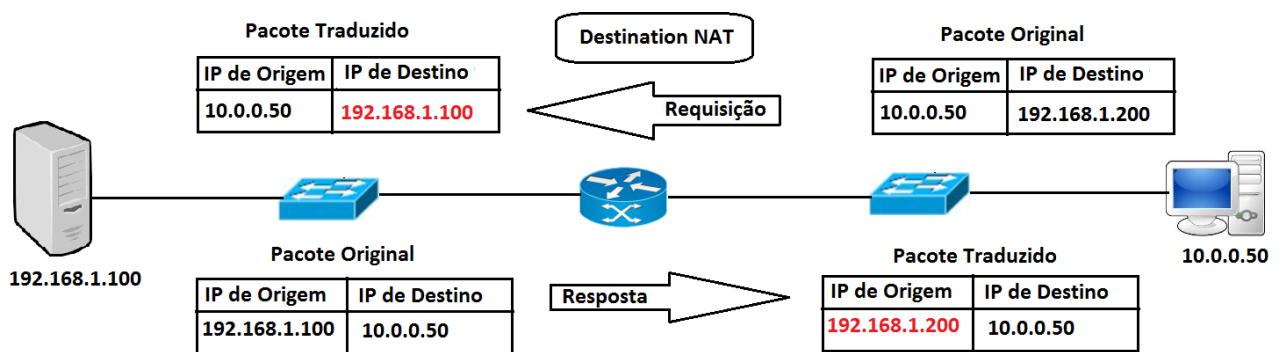 Pacote Traduzido
Destination NAT
Pacote Original
IP de Origem IP de Destino
10.0.0.50 192.168.1.100
Requisição
IP de Origem IP de Destino
10.0.0.50 192.168.1.200
192.168.1.100
10.0.0.50
Pacote Original
IP de Origem IP de Destino
192.168.1.100 10.0.0.50
Resposta
Pacote Traduzido
IP de Origem IP de Destino
192.168.1.200 10.0.0.50